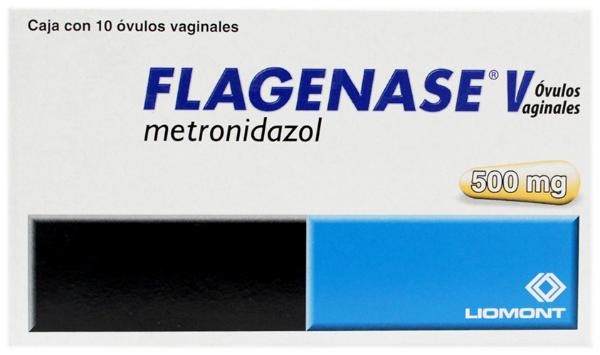 Caja con 10 óvulos vaginales
FLAGENASE® V Óvulos
aginales
metronidazol
500 mg
LIOMONT